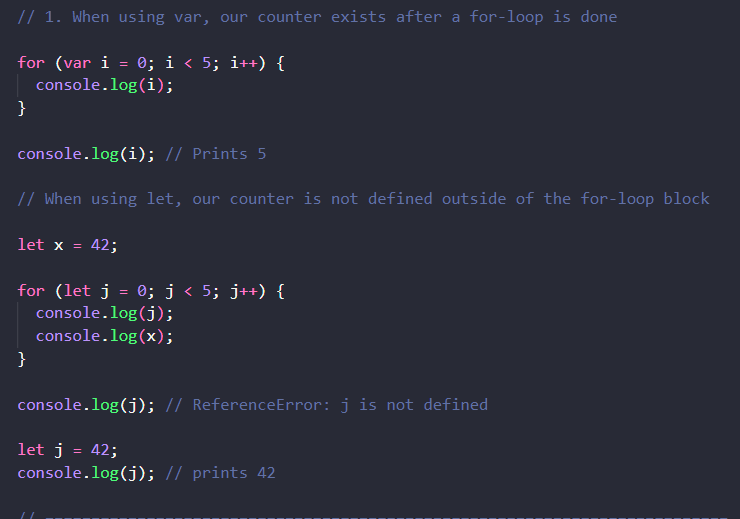 // 1. When using var, our counter exists after a for-loop is done
for (var i = 0; i < 5; i++) {
console.log(i);
}
console.log(i); // Prints 5
// When using let, our counter is not defined outside of the for-loop block
let x = 42;
for (let j = 0; j < 5; j++) {
console.log(j);
console.log(x);
}
console.log(j); // ReferenceError: j is not defined
let j = 42;
console.log(j); // prints 42
// ---------------------------------------------------------------------------